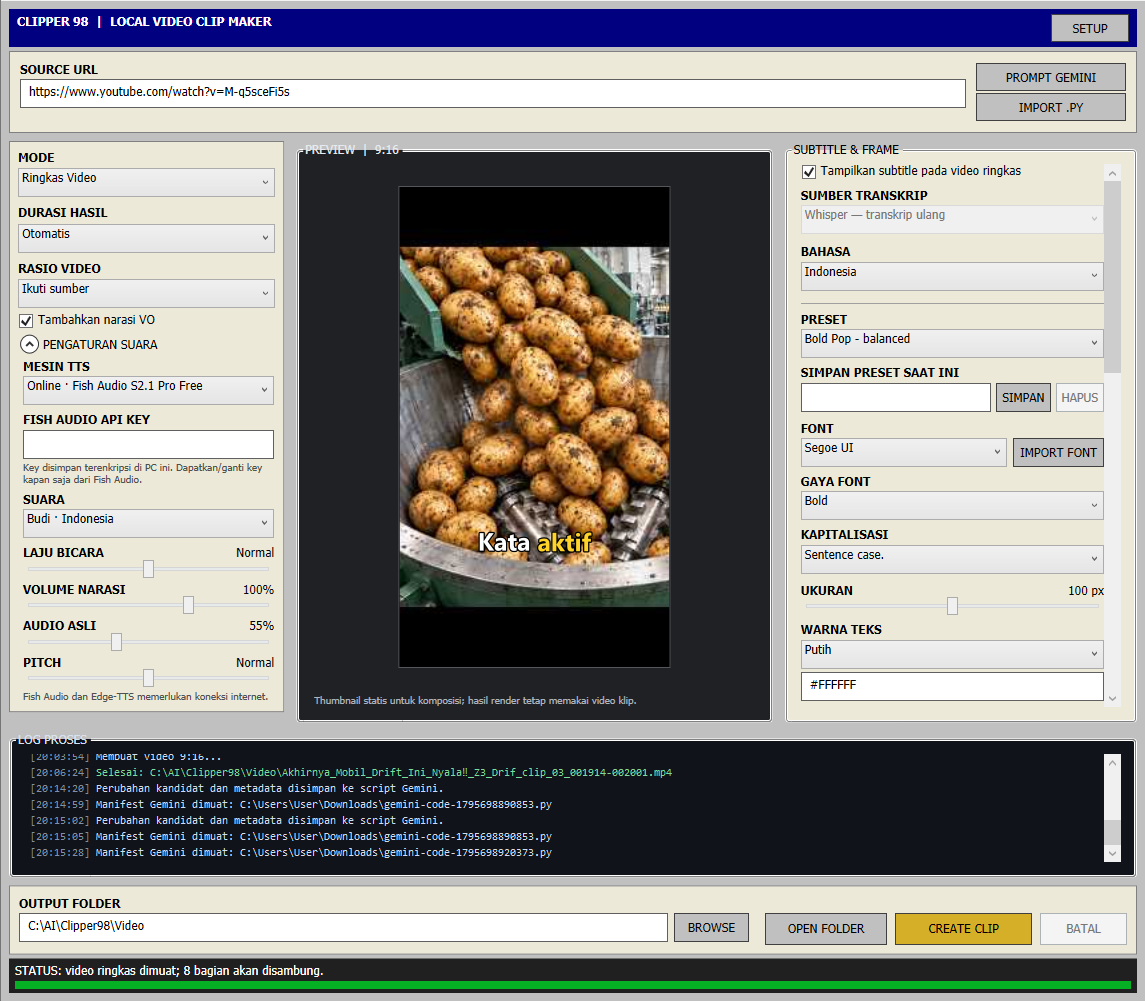 CLIPPER 98 | LOCAL VIDEO CLIP MAKER
SETUP
SOURCE URL
https://www.youtube.com/watch?v=M-q5sceFi5s
PROMPT GEMINI
IMPORT .PY
MODE
Ringkas Video
DURASI HASIL
Otomatis
RASIO VIDEO
Ikuti sumber
Tambahkan narasi VO
PENGATURAN SUARA
MESIN TTS
Online · Fish Audio S2.1 Pro Free
FISH AUDIO API KEY
Key disimpan terenkripsi di PC ini. Dapatkan/ganti key
kapan saja dari Fish Audio.
SUARA
Budi · Indonesia
LAJU BICARA Normal
VOLUME NARASI 100%
AUDIO ASLI 55%
PITCH Normal
Fish Audio dan Edge-TTS memerlukan koneksi internet.
PREVIEW | 9:16
Kata aktif
Thumbnail statis untuk komposisi; hasil render tetap memakai video klip.
SUBTITLE & FRAME
Tampilkan subtitle pada video ringkas
SUMBER TRANSKRIP
Whisper — transkrip ulang
BAHASA
Indonesia
PRESET
Bold Pop - balanced
SIMPAN PRESET SAAT INI
SIMPAN
HAPUS
FONT
Segoe UI
IMPORT FONT
GAYA FONT
Bold
KAPITALISASI
Sentence case.
UKURAN 100 px
WARNA TEKS
Putih
#FFFFFF
LOG PROSES
[20:03:54] Membuat video 9:16...
[20:06:24] Selesai: C:\AI\Clipper98\Video\Akhirnya_Mobil_Drift_Ini_Nyala‼_Z3_Drif_clip_03_001914-002001.mp4
[20:14:20] Perubahan kandidat dan metadata disimpan ke script Gemini.
[20:14:59] Manifest Gemini dimuat: C:\Users\User\Downloads\gemini-code-1795698890853.py
[20:15:02] Perubahan kandidat dan metadata disimpan ke script Gemini.
[20:15:05] Manifest Gemini dimuat: C:\Users\User\Downloads\gemini-code-1795698890853.py
[20:15:28] Manifest Gemini dimuat: C:\Users\User\Downloads\gemini-code-1795698920373.py
OUTPUT FOLDER
C:\AI\Clipper98\Video
BROWSE
OPEN FOLDER
CREATE CLIP
BATAL
STATUS: video ringkas dimuat; 8 bagian akan disambung.